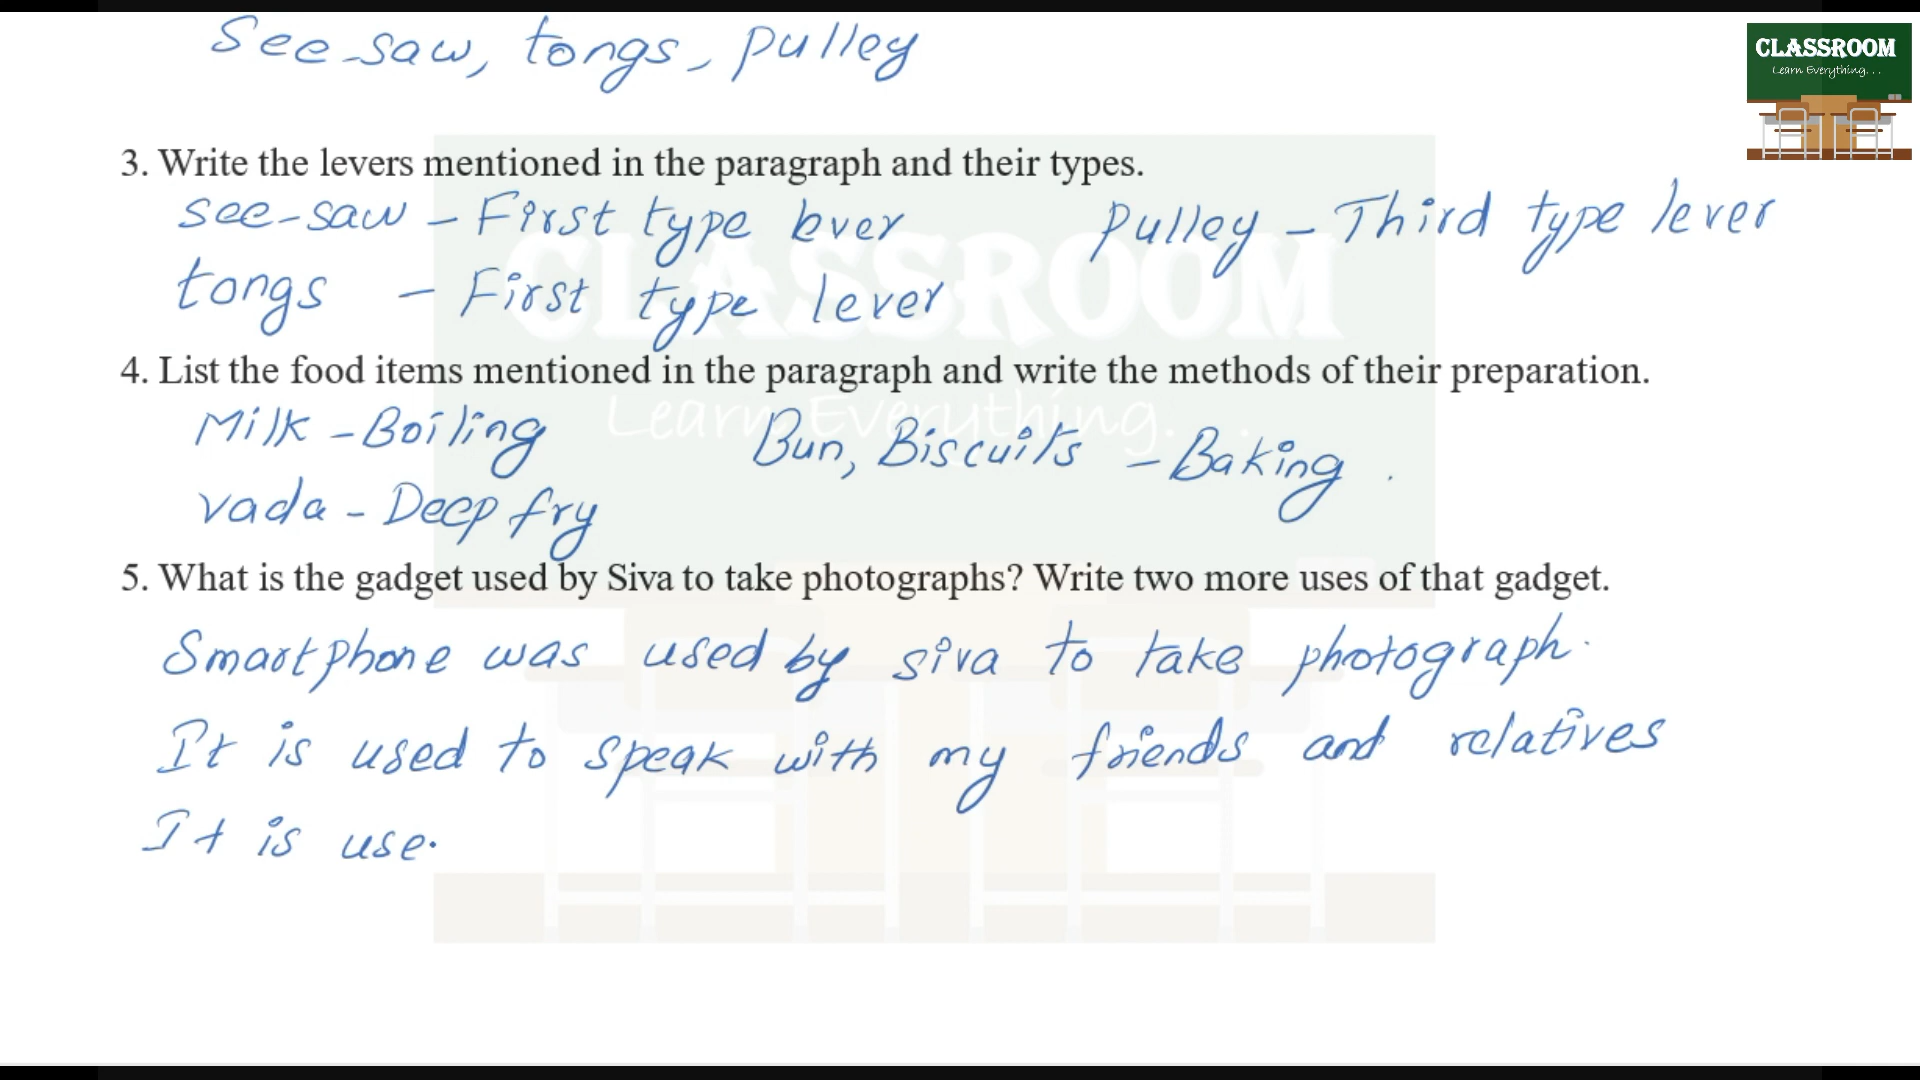 See-saw, tongs, pulley
CLASSROOM
Learn Everything...
3. Write the levers mentioned in the paragraph and their types.
see-saw - First type lever
Pulley - Third type lever
tongs - First type lever
CLASSROOM
4. List the food items mentioned in the paragraph and write the methods of their preparation.
Learn Everything. . .
Milk - Boiling
Bun, Biscuits - Baking.
vada - Deep fry
5. What is the gadget used by Siva to take photographs? Write two more uses of that gadget.
Smartphone was used by siva to take photograph.
It is used to speak with my friends and relatives
It is use